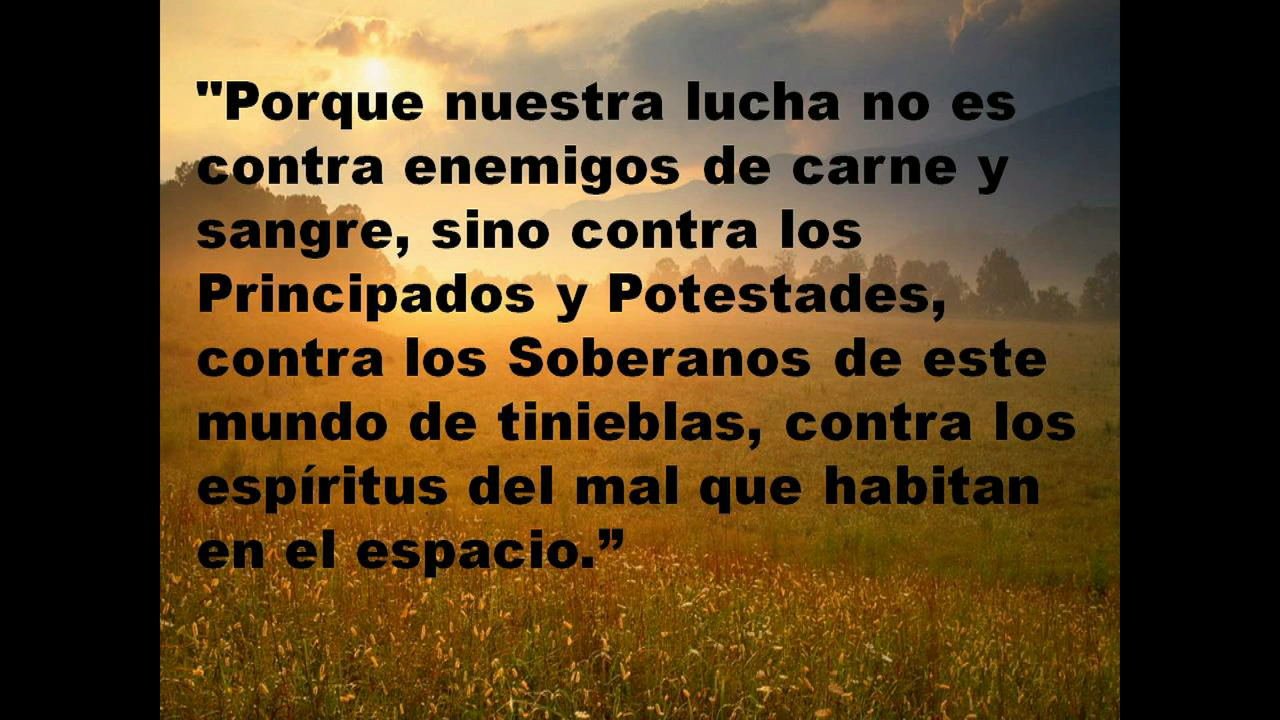 "Porque nuestra lucha no es
contra enemigos de carne y
sangre, sino contra los
Principados y Potestades,
contra los Soberanos de este
mundo de tinieblas, contra los
espíritus del mal que habitan
en el espacio.”